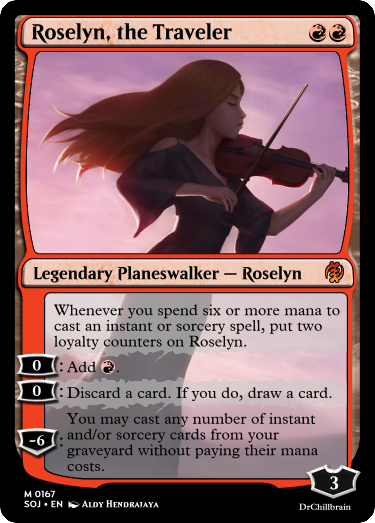 Roselyn, the Traveler
Legendary Planeswalker — Roselyn
Whenever you spend six or more mana to
cast an instant or sorcery spell, put two
loyalty counters on Roselyn.
0 : Add .
0 : Discard a card. If you do, draw a card.
-6 : You may cast any number of instant
and/or sorcery cards from your
graveyard without paying their mana
costs.
3
M 0167
SOJ • EN Aldy Hendrajaya
DrChillbrain